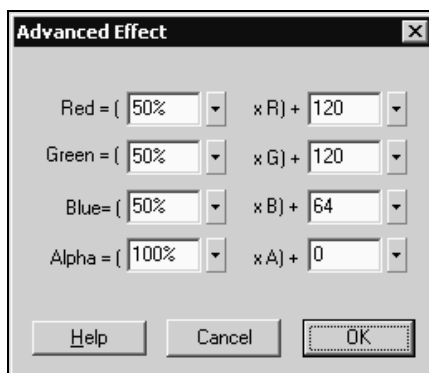 Advanced Effect
Red = ( 50% x R) + 120
Green = ( 50% x G) + 120
Blue= ( 50% x B) + 64
Alpha = ( 100% x A) + 0
Help Cancel OK